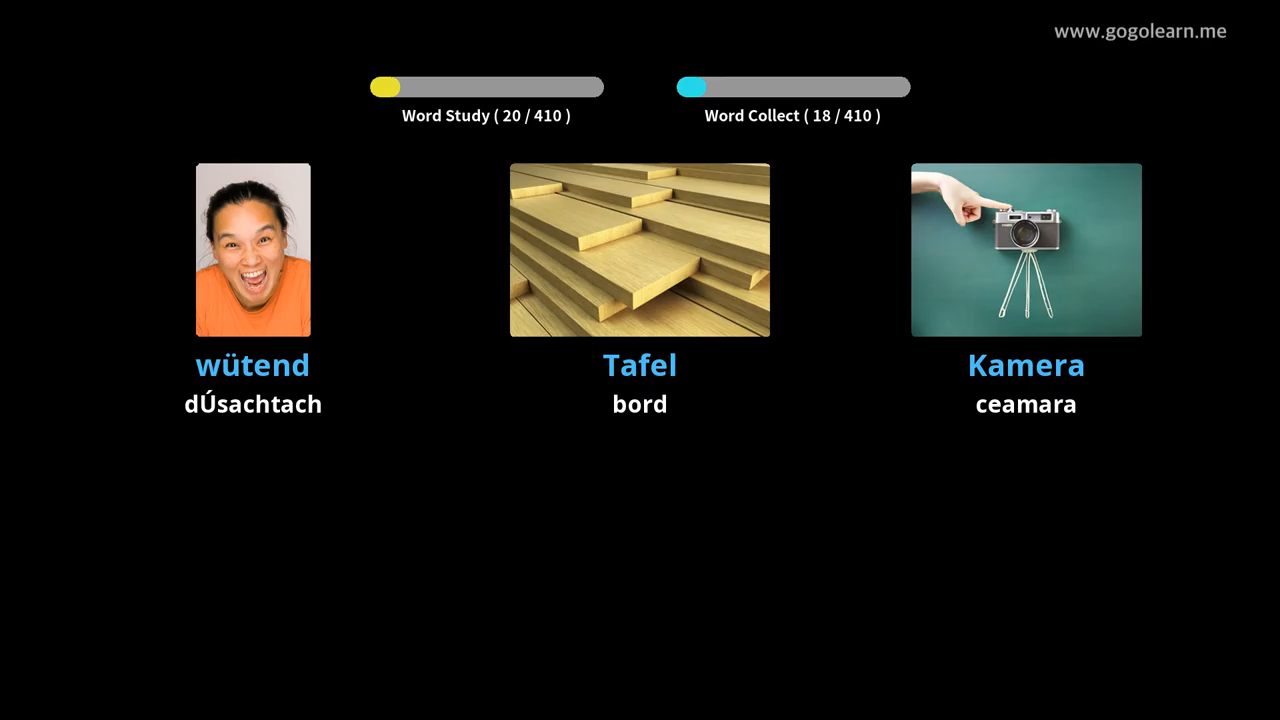 www.gogolearn.me
Word Study ( 20 / 410 )
Word Collect ( 18 / 410 )
wütend
dÚsachtach
Tafel
bord
Kamera
ceamara